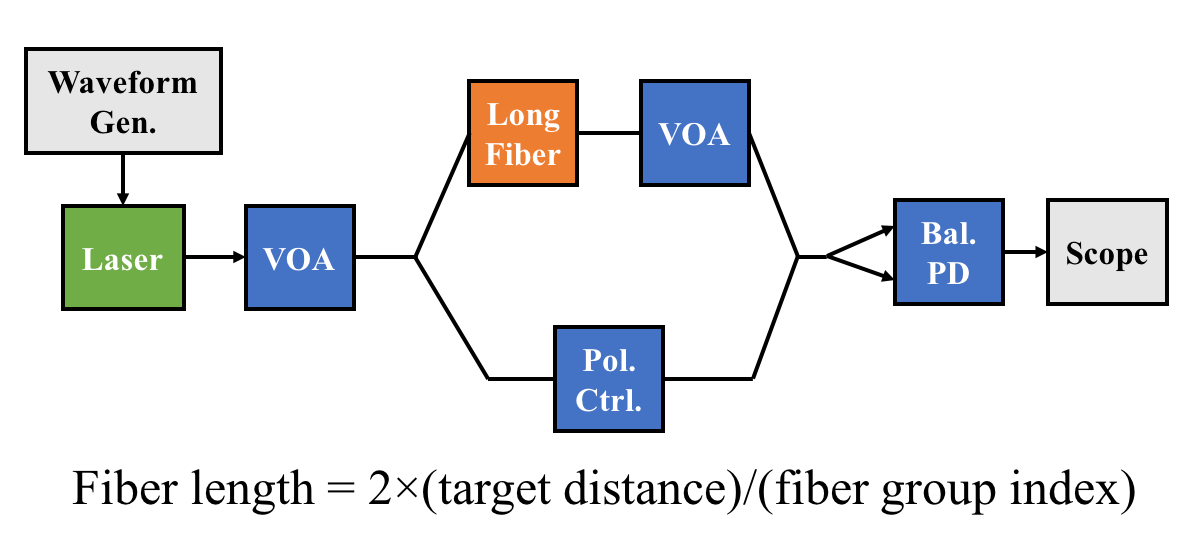 Waveform
Gen.
Laser
VOA
Long
Fiber
VOA
Pol.
Ctrl.
Bal.
PD
Scope
Fiber length = 2×(target distance)/(fiber group index)